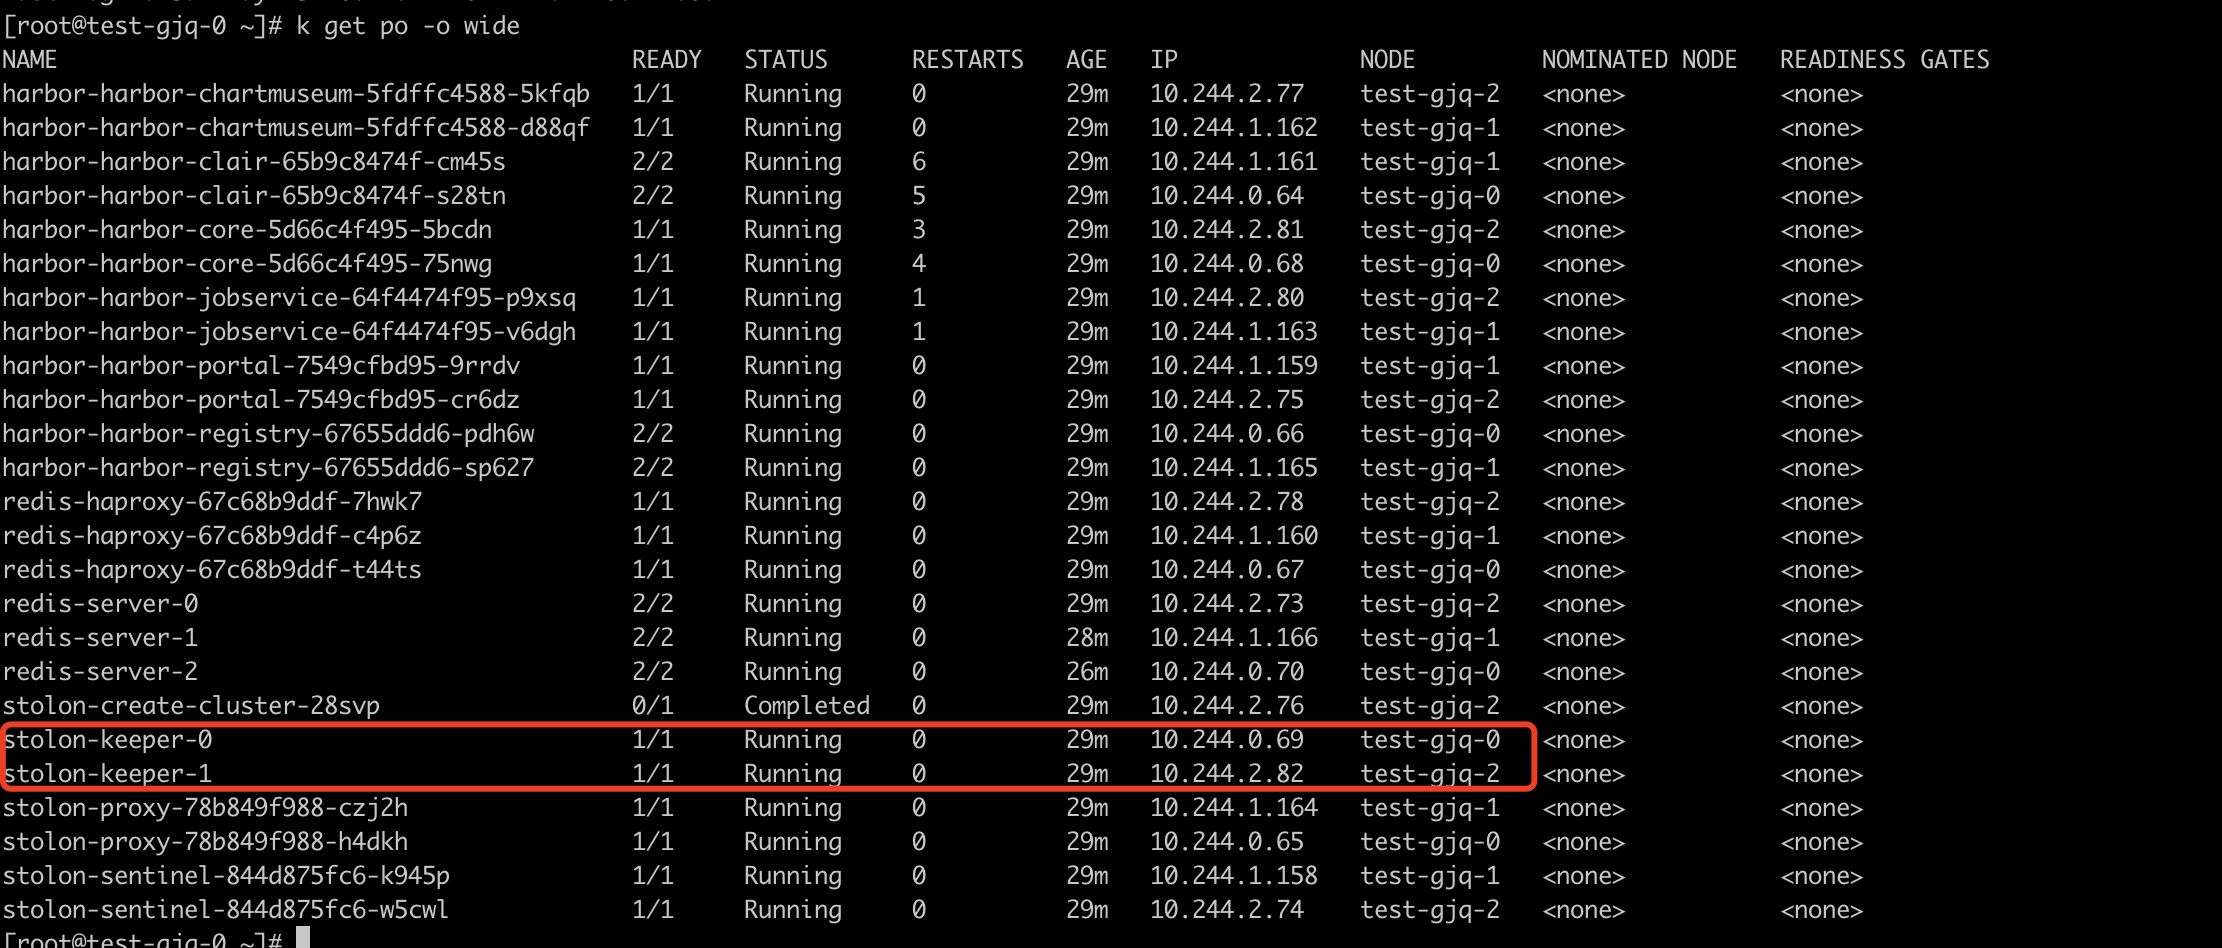 [root@test-gjq-0 ~]# k get po -o wide
NAME READY STATUS RESTARTS AGE IP NODE NOMINATED NODE READINESS GATES
harbor-harbor-chartmuseum-5fdffc4588-5kfqb 1/1 Running 0 29m 10.244.2.77 test-gjq-2 <none> <none>
harbor-harbor-chartmuseum-5fdffc4588-d88qf 1/1 Running 0 29m 10.244.1.162 test-gjq-1 <none> <none>
harbor-harbor-clair-65b9c8474f-cm45s 2/2 Running 6 29m 10.244.1.161 test-gjq-1 <none> <none>
harbor-harbor-clair-65b9c8474f-s28tn 2/2 Running 5 29m 10.244.0.64 test-gjq-0 <none> <none>
harbor-harbor-core-5d66c4f495-5bcdn 1/1 Running 3 29m 10.244.2.81 test-gjq-2 <none> <none>
harbor-harbor-core-5d66c4f495-75nwg 1/1 Running 4 29m 10.244.0.68 test-gjq-0 <none> <none>
harbor-harbor-jobservice-64f4474f95-p9xsq 1/1 Running 1 29m 10.244.2.80 test-gjq-2 <none> <none>
harbor-harbor-jobservice-64f4474f95-v6dgh 1/1 Running 1 29m 10.244.1.163 test-gjq-1 <none> <none>
harbor-harbor-portal-7549cfbd95-9rrdv 1/1 Running 0 29m 10.244.1.159 test-gjq-1 <none> <none>
harbor-harbor-portal-7549cfbd95-cr6dz 1/1 Running 0 29m 10.244.2.75 test-gjq-2 <none> <none>
harbor-harbor-registry-67655ddd6-pdh6w 2/2 Running 0 29m 10.244.0.66 test-gjq-0 <none> <none>
harbor-harbor-registry-67655ddd6-sp627 2/2 Running 0 29m 10.244.1.165 test-gjq-1 <none> <none>
redis-haproxy-67c68b9ddf-7hwk7 1/1 Running 0 29m 10.244.2.78 test-gjq-2 <none> <none>
redis-haproxy-67c68b9ddf-c4p6z 1/1 Running 0 29m 10.244.1.160 test-gjq-1 <none> <none>
redis-haproxy-67c68b9ddf-t44ts 1/1 Running 0 29m 10.244.0.67 test-gjq-0 <none> <none>
redis-server-0 2/2 Running 0 29m 10.244.2.73 test-gjq-2 <none> <none>
redis-server-1 2/2 Running 0 28m 10.244.1.166 test-gjq-1 <none> <none>
redis-server-2 2/2 Running 0 26m 10.244.0.70 test-gjq-0 <none> <none>
stolon-create-cluster-28svp 0/1 Completed 0 29m 10.244.2.76 test-gjq-2 <none> <none>
stolon-keeper-0 1/1 Running 0 29m 10.244.0.69 test-gjq-0 <none> <none>
stolon-keeper-1 1/1 Running 0 29m 10.244.2.82 test-gjq-2 <none> <none>
stolon-proxy-78b849f988-czj2h 1/1 Running 0 29m 10.244.1.164 test-gjq-1 <none> <none>
stolon-proxy-78b849f988-h4dkh 1/1 Running 0 29m 10.244.0.65 test-gjq-0 <none> <none>
stolon-sentinel-844d875fc6-k945p 1/1 Running 0 29m 10.244.1.158 test-gjq-1 <none> <none>
stolon-sentinel-844d875fc6-w5cwl 1/1 Running 0 29m 10.244.2.74 test-gjq-2 <none> <none>
[root@test-gjq-0 ~]#